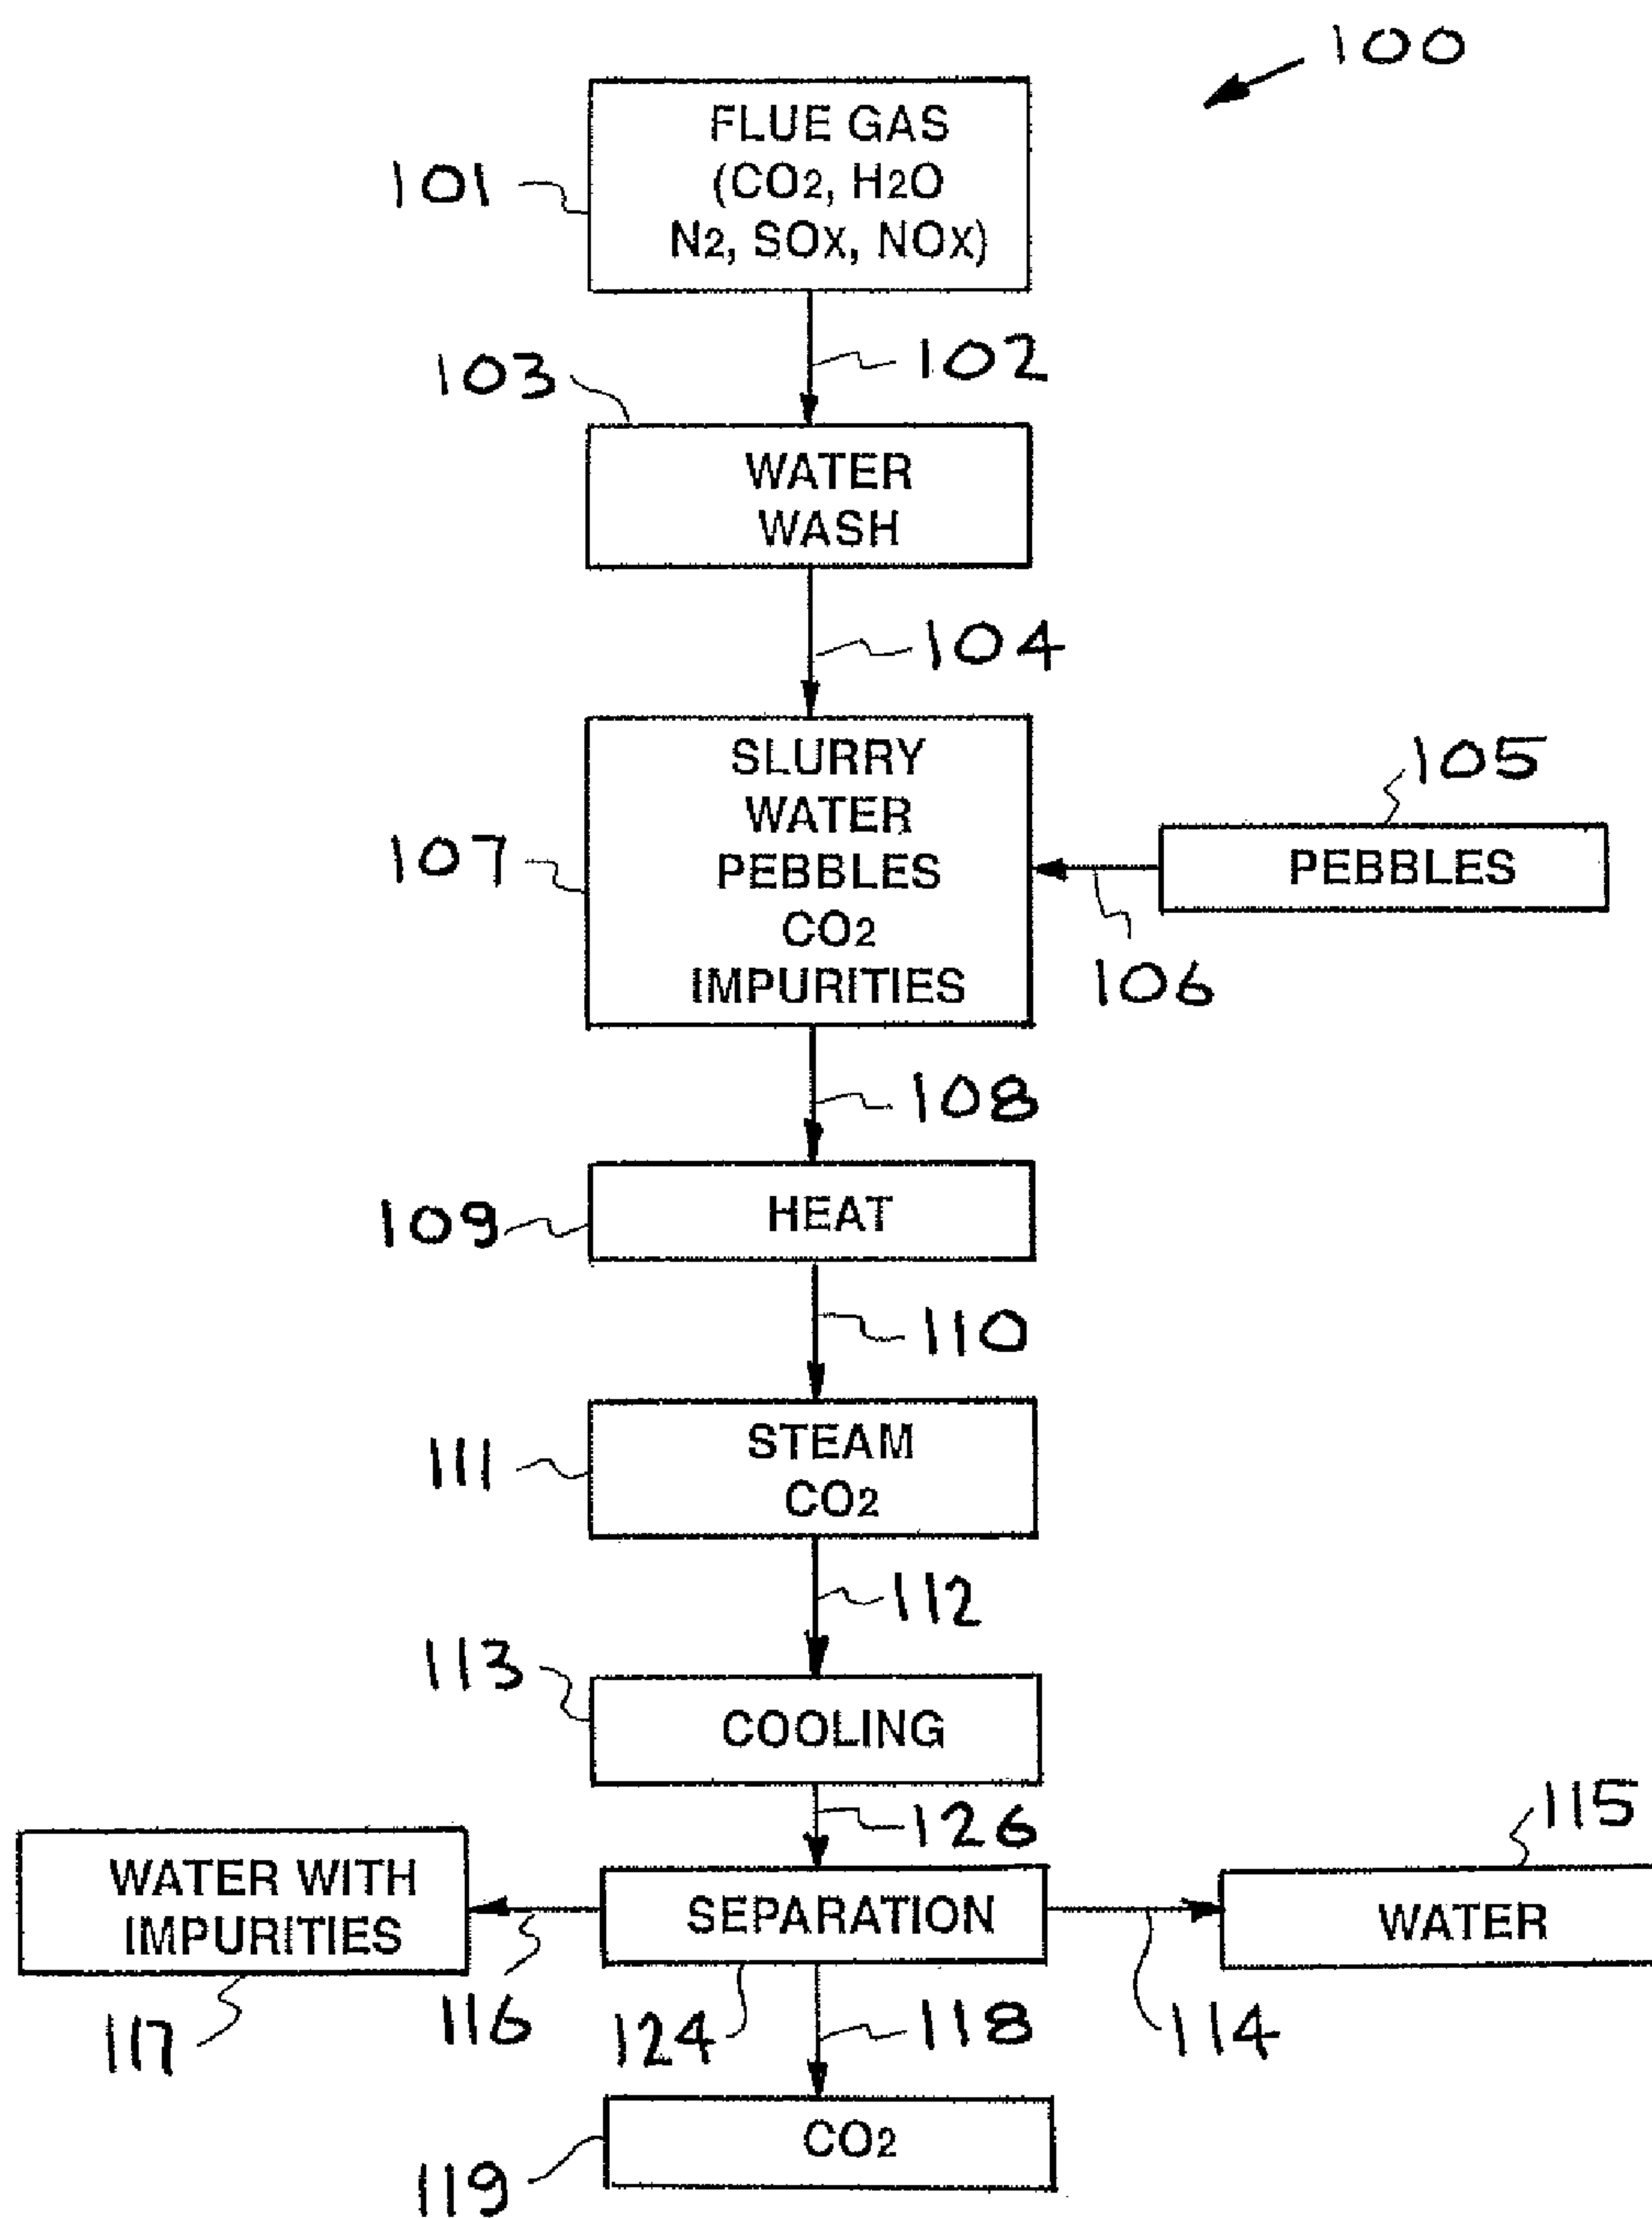 100
FLUE GAS
(CO2, H2O
N2, SOX, NOX)
101
102
103
WATER
WASH
104
SLURRY
WATER
PEBBLES
CO2
IMPURITIES
107
105
PEBBLES
106
108
HEAT
109
110
STEAM
CO2
111
112
113
COOLING
126
115
WATER WITH
IMPURITIES
SEPARATION
WATER
117
116
124
118
114
CO2
119